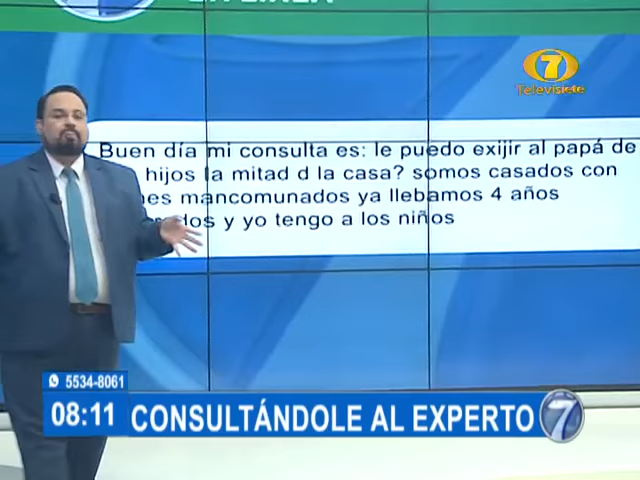 7
Televisiete
Buen día mi consulta es: le puedo exijir al papá de
hijos la mitad d la casa? somos casados con
mancomunados ya llebamos 4 años
y yo tengo a los niños
5534-8061
08:11 CONSULTÁNDOLE AL EXPERTO 7